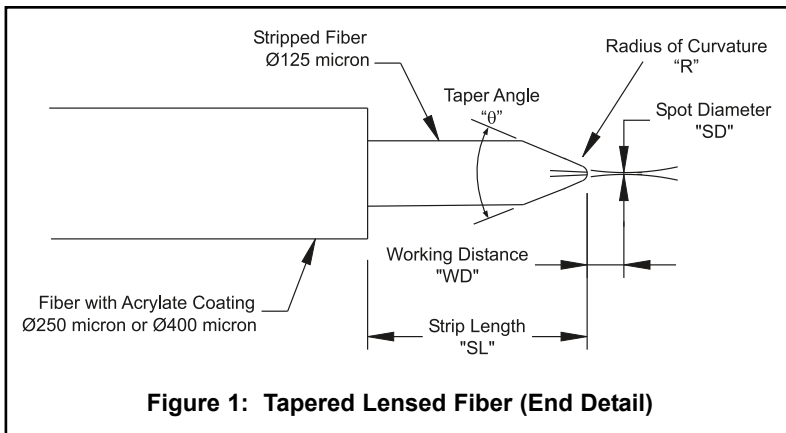 Stripped Fiber
Ø125 micron
Radius of Curvature
“R”
Taper Angle
“θ”
Spot Diameter
"SD"
Working Distance
"WD"
Fiber with Acrylate Coating
Ø250 micron or Ø400 micron
Strip Length
"SL"
Figure 1: Tapered Lensed Fiber (End Detail)